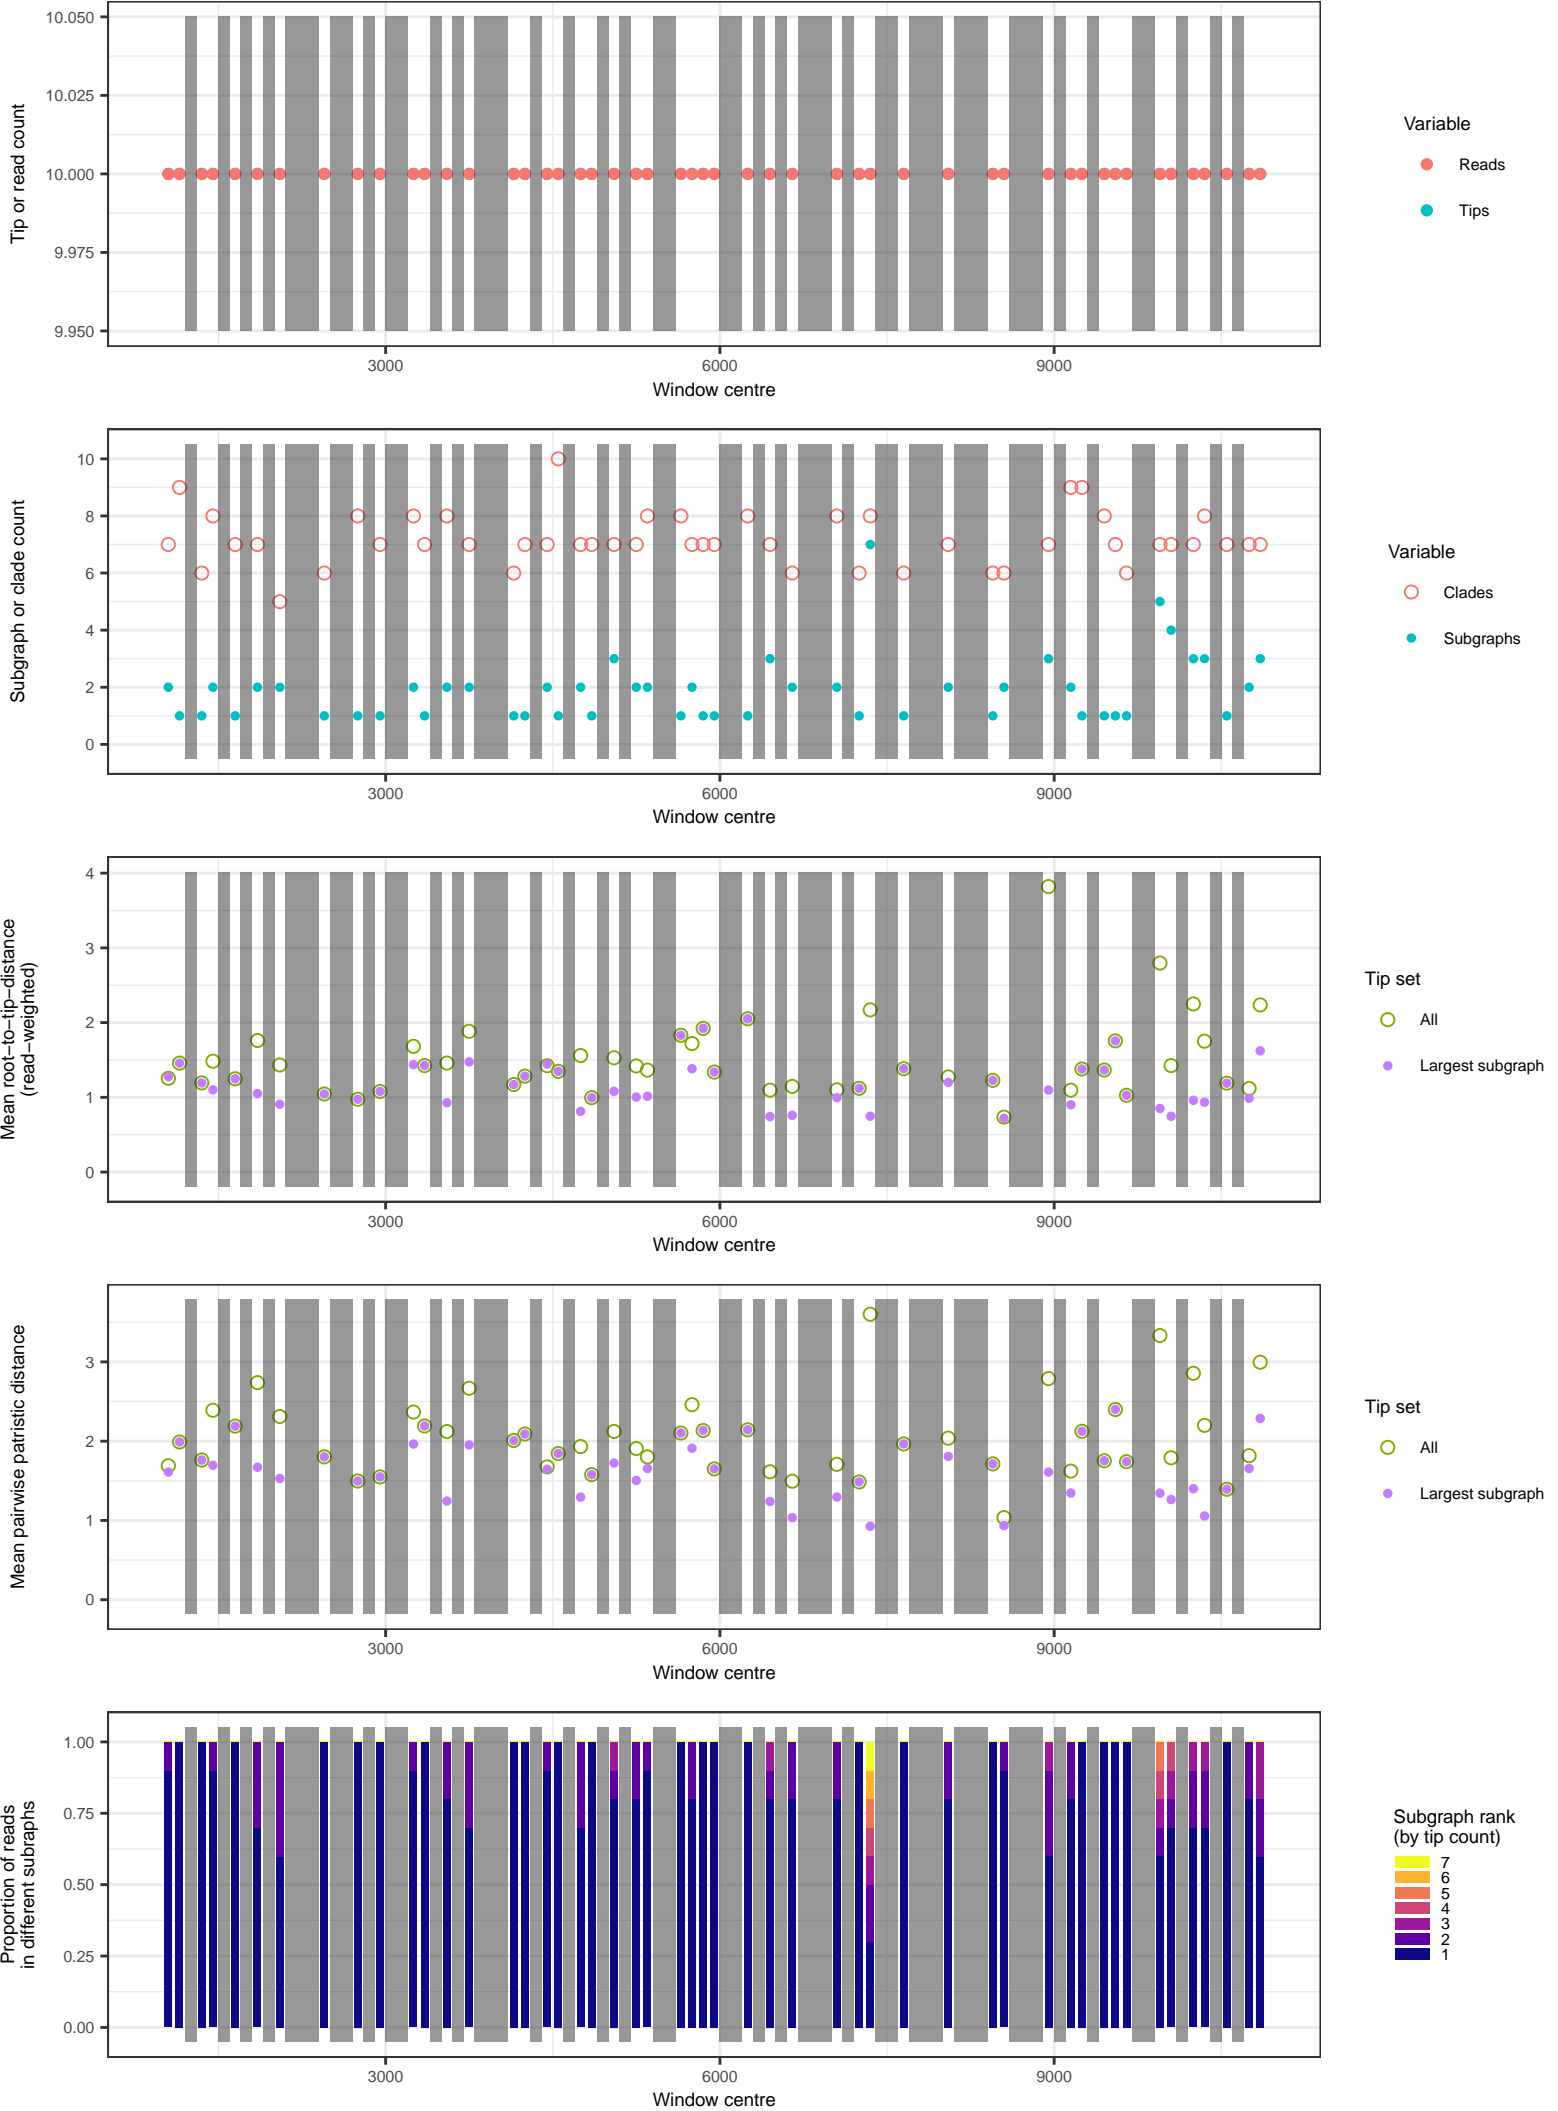 10.050
10.025
10.000
9.975
9.950
Tip or read count
3000 6000 9000
Window centre
Variable
Reads
Tips
10
8
6
4
2
0
Subgraph or clade count
3000 6000 9000
Window centre
Variable
Clades
Subgraphs
4
3
2
1
0
Mean root−to−tip−distance
(read−weighted)
3000 6000 9000
Window centre
Tip set
All
Largest subgraph
3
2
1
0
Mean pairwise patristic distance
3000 6000 9000
Window centre
Tip set
All
Largest subgraph
1.00
0.75
0.50
0.25
0.00
Proportion of reads
in different subraphs
3000 6000 9000
Window centre
Subgraph rank
(by tip count)
7
6
5
4
3
2
1